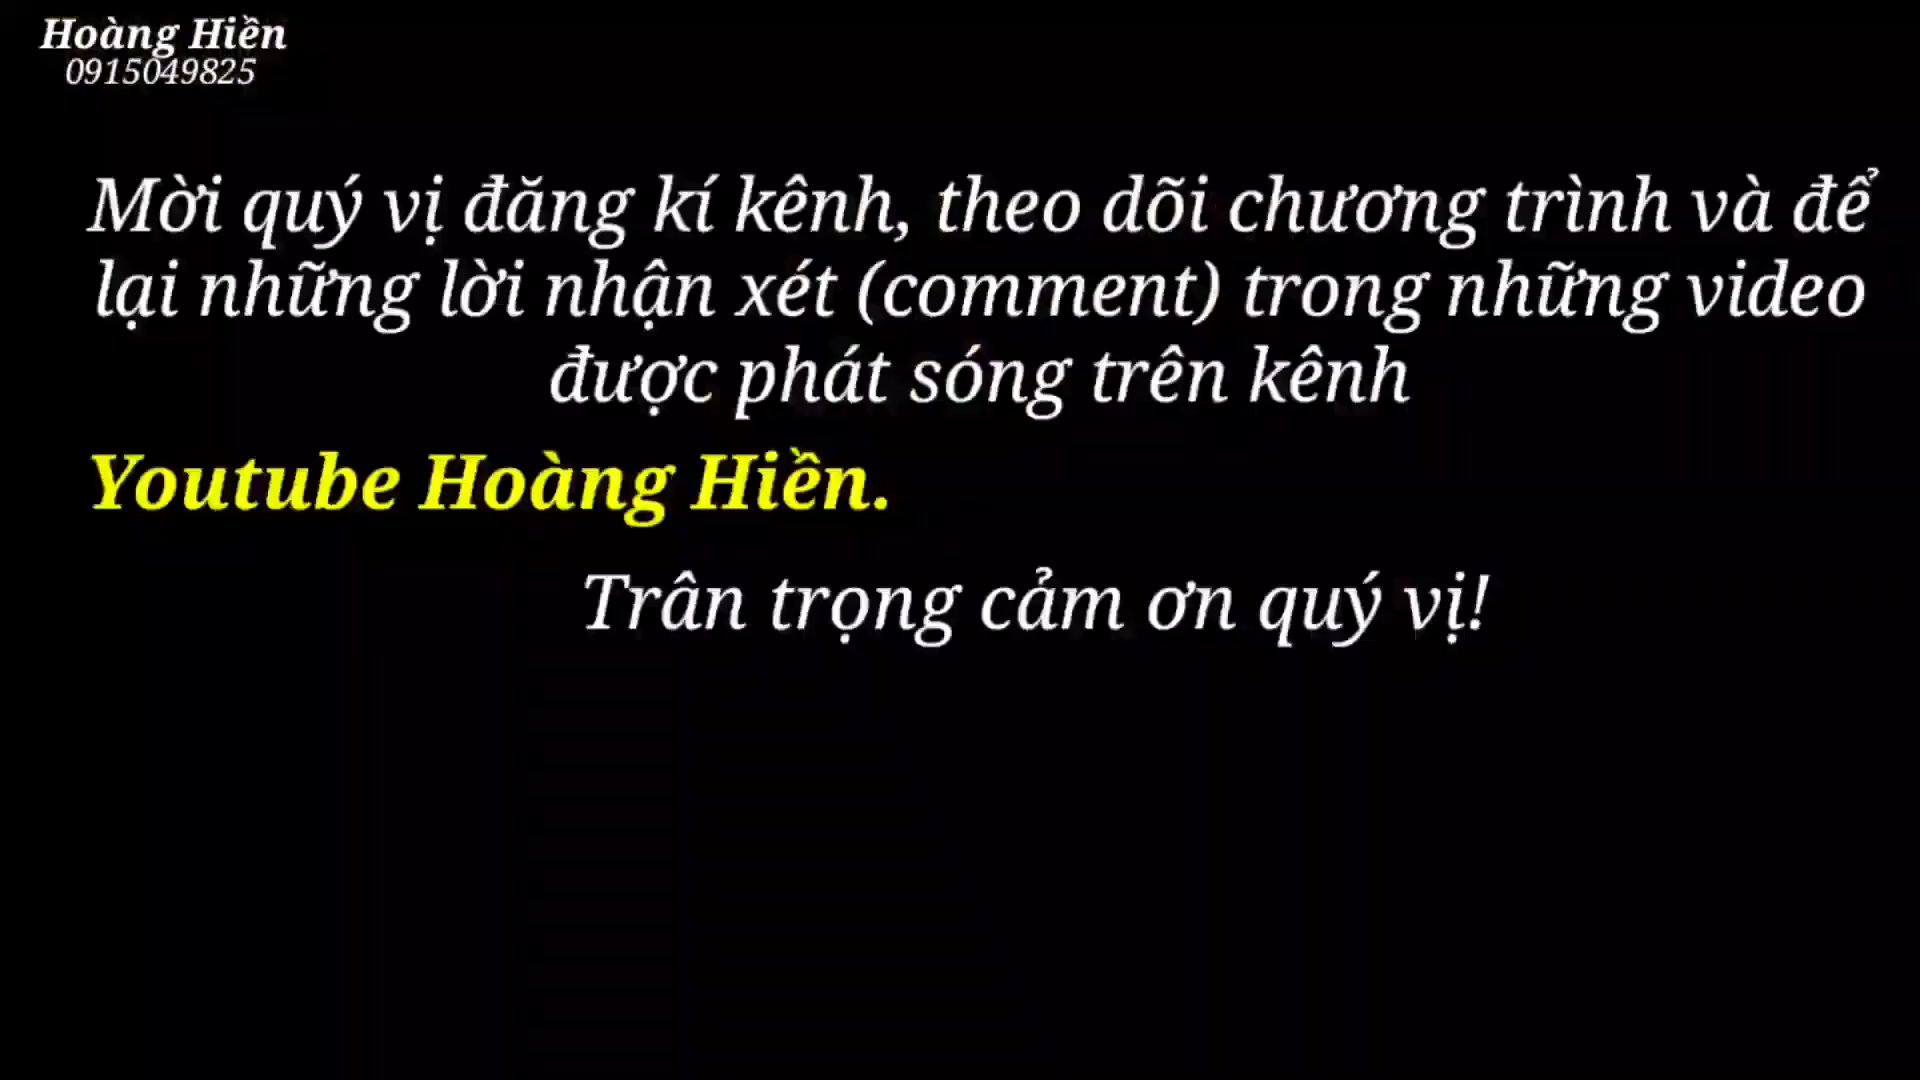 Hoàng Hiền
0915049825
Mời quý vị đăng kí kênh, theo dõi chương trình và để
lại những lời nhận xét (comment) trong những video
được phát sóng trên kênh
Youtube Hoàng Hiền.
Trân trọng cảm ơn quý vị!